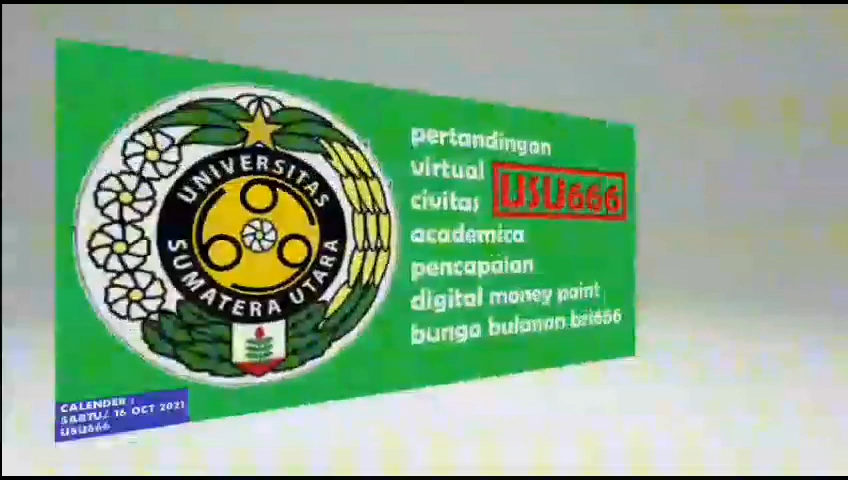 UNIVERSITAS
SUMATERA UTARA
pertandingan
virtual
civitas
USU666
academica
pencapaian
digital money point
bunga bulanan bri666
CALENDER :
SABTU/ 16 OCT 2021
USU666